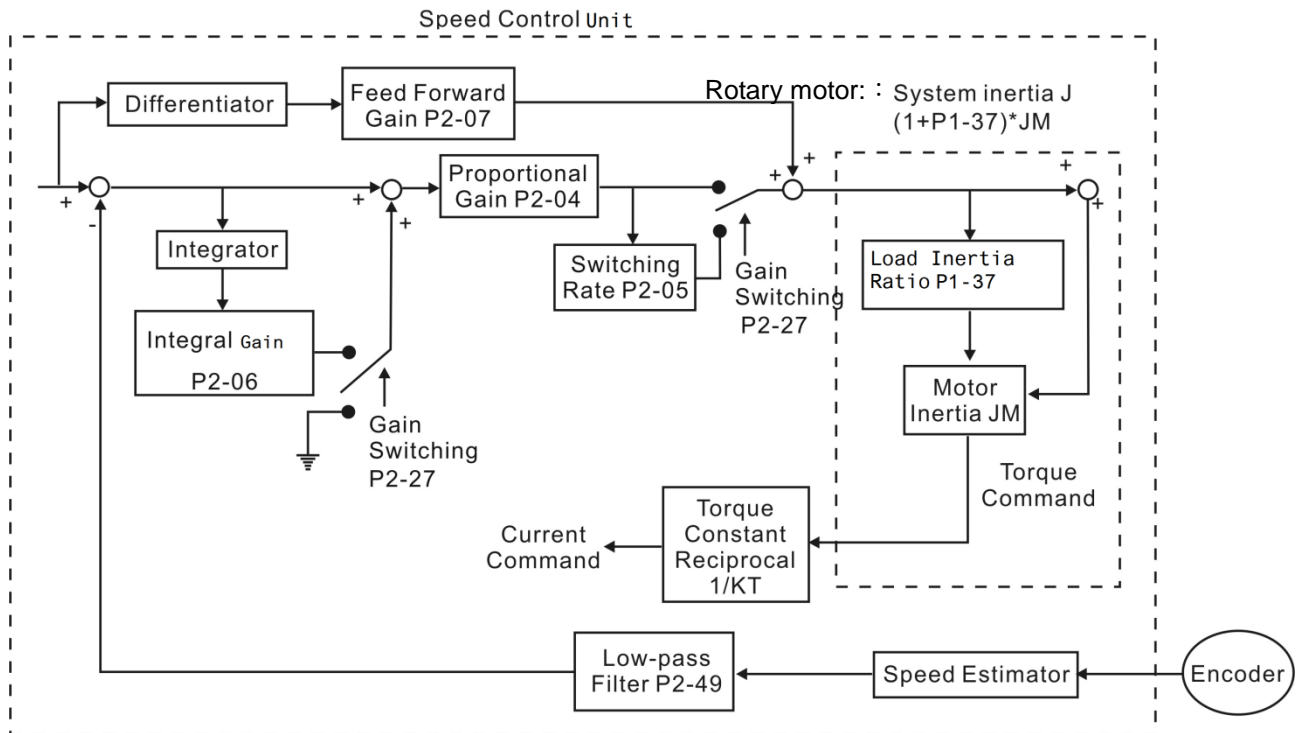 Speed Control Unit
Differentiator
Feed Forward
Gain P2-07
Rotary motor: :
System inertia J
(1+P1-37)*JM
+
+
-
+
+
Proportional
Gain P2-04
+
+
+
+
Integrator
Integral Gain
P2-06
Gain
Switching
P2-27
Switching
Rate P2-05
Gain
Switching
P2-27
Load Inertia
Ratio P1-37
Motor
Inertia JM
Torque
Command
Torque
Constant
Reciprocal
1/KT
Current
Command
Low-pass
Filter P2-49
Speed Estimator
Encoder